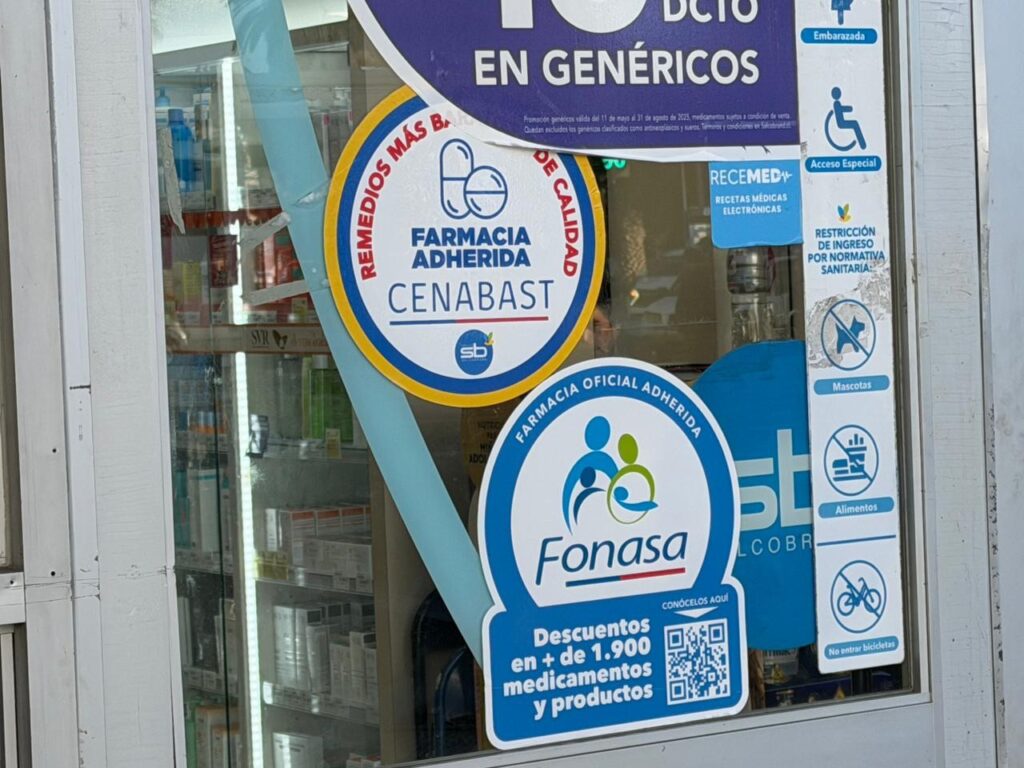 DCTO
EN GENÉRICOS
Promoción genéricos válida del 11 de mayo al 31 de agosto de 2025, medicamentos sujetos a condición de venta.
REMEDIOS MÁS
DE CALIDAD
FARMACIA
ADHERIDA
CENABAST
sb
RECEMED
RECETAS MÉDICAS
ELECTRÓNICAS
Embarazada
Acceso Especial
RESTRICCIÓN
DE INGRESO
POR NORMATIVA
SANITARIA:
Mascotas
Alimentos
No entrar bicicletas
SVR
FARMACIA OFICIAL ADHERIDA
Fonasa
CONÓCELOS AQUÍ
Descuentos
en + de 1.900
medicamentos
y productos
sb
LCOBR